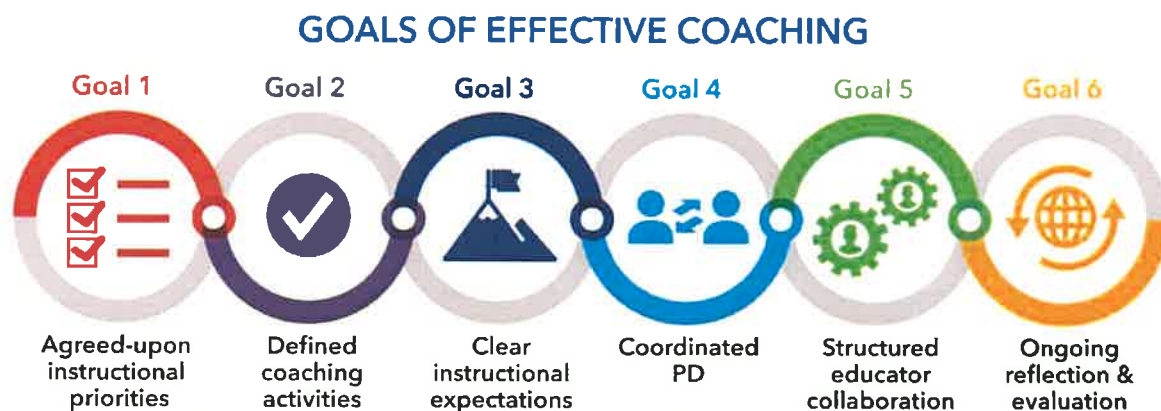 GOALS OF EFFECTIVE COACHING
Goal 1
Goal 2
Goal 3
Goal 4
Goal 5
Goal 6
Agreed-upon
instructional
priorities
Defined
coaching
activities
Clear
instructional
expectations
Coordinated
PD
Structured
educator
collaboration
Ongoing
reflection &
evaluation